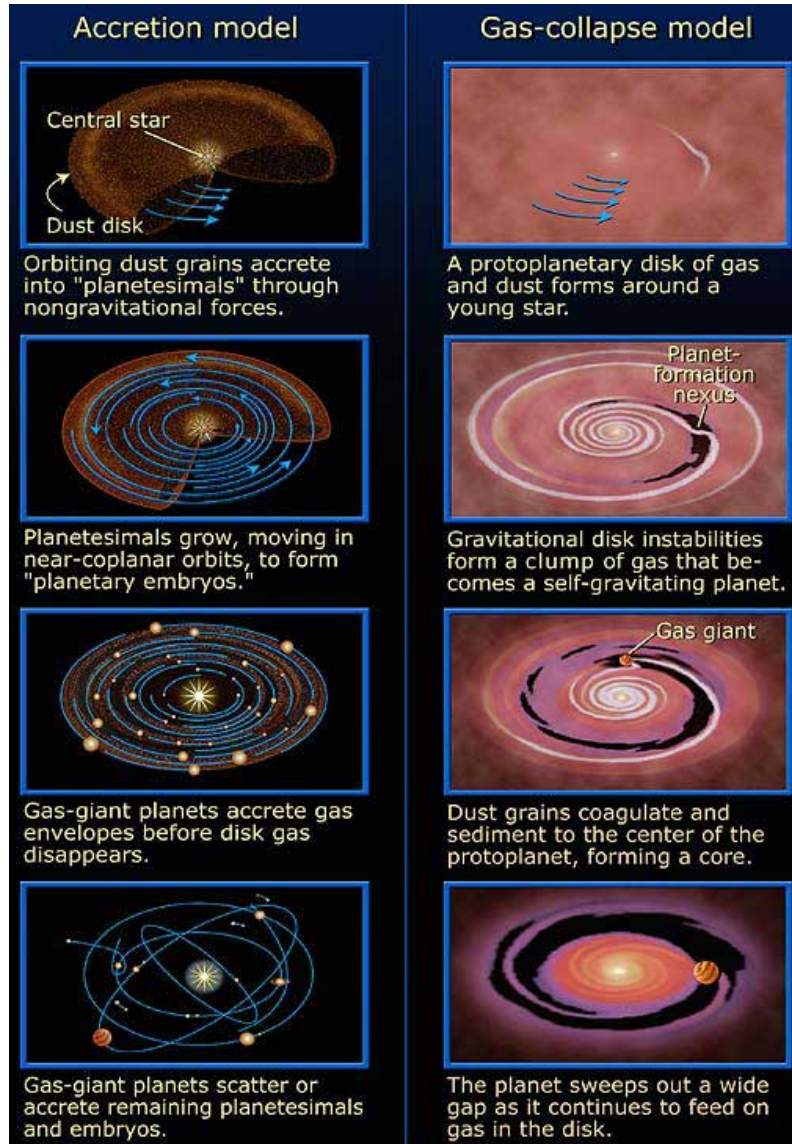 Accretion model
Central star
Dust disk
Orbiting dust grains accrete
into "planetesimals" through
nongravitational forces.
Planetesimals grow, moving in
near-coplanar orbits, to form
"planetary embryos."
Gas-giant planets accrete gas
envelopes before disk gas
disappears.
Gas-giant planets scatter or
accrete remaining planetesimals
and embryos.
Gas-collapse model
A protoplanetary disk of gas
and dust forms around a
young star.
Planet-
formation
nexus
Gravitational disk instabilities
form a clump of gas that be-
comes a self-gravitating planet.
Gas giant
Dust grains coagulate and
sediment to the center of the
protoplanet, forming a core.
The planet sweeps out a wide
gap as it continues to feed on
gas in the disk.